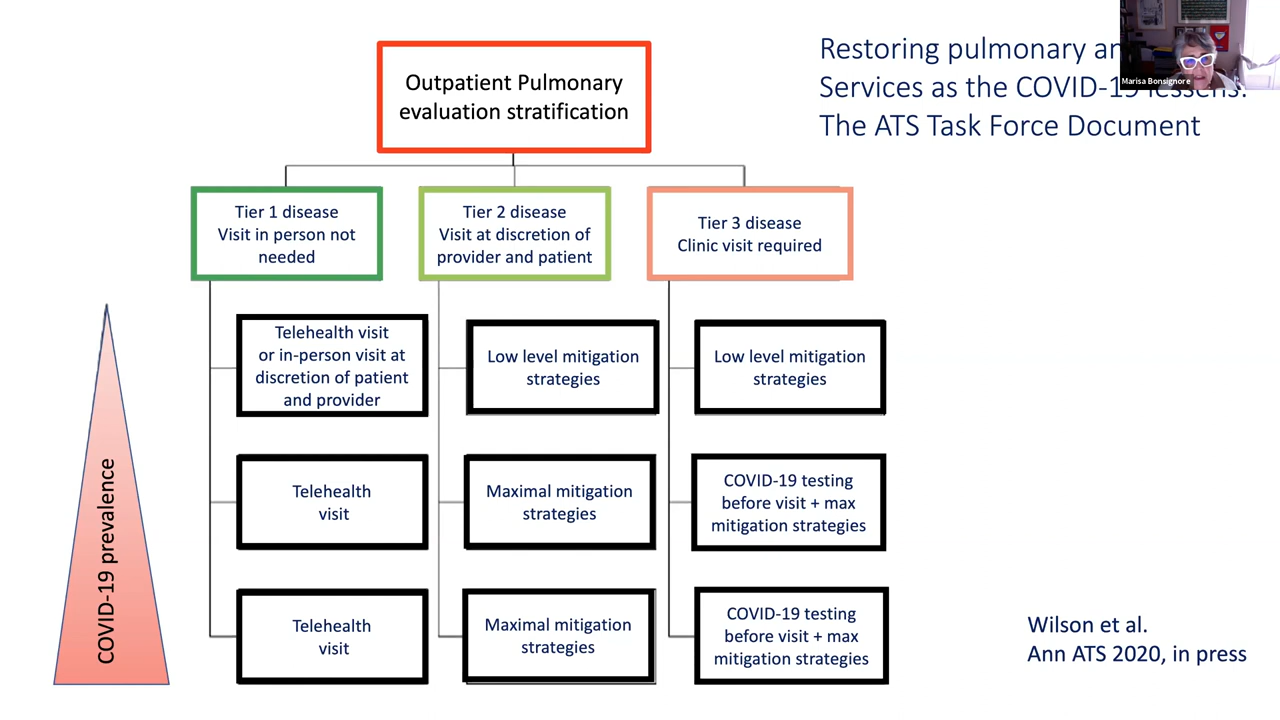 Outpatient Pulmonary
evaluation stratification
Restoring pulmonary
Services as the COVID-19 lessens.
The ATS Task Force Document
Marisa Bonsignore
Tier 1 disease
Visit in person not
needed
Tier 2 disease
Visit at discretion of
provider and patient
Tier 3 disease
Clinic visit required
Telehealth visit
or in-person visit at
discretion of patient
and provider
Low level mitigation
strategies
Low level mitigation
strategies
COVID-19 prevalence
Telehealth
visit
Maximal mitigation
strategies
COVID-19 testing
before visit + max
mitigation strategies
Telehealth
visit
Maximal mitigation
strategies
COVID-19 testing
before visit + max
mitigation strategies
Wilson et al.
Ann ATS 2020, in press